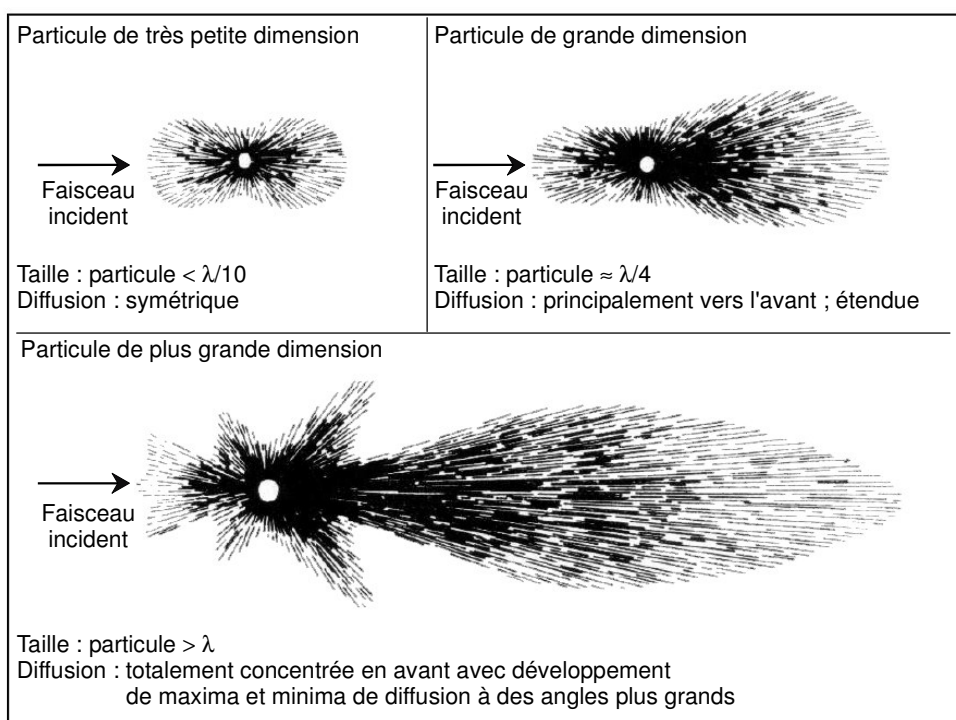 Particule de très petite dimension
Faisceau
incident
Taille : particule < λ/10
Diffusion : symétrique
Particule de grande dimension
Faisceau
incident
Taille : particule ≈ λ/4
Diffusion : principalement vers l'avant ; étendue
Particule de plus grande dimension
Faisceau
incident
Taille : particule > λ
Diffusion : totalement concentrée en avant avec développement
de maxima et minima de diffusion à des angles plus grands